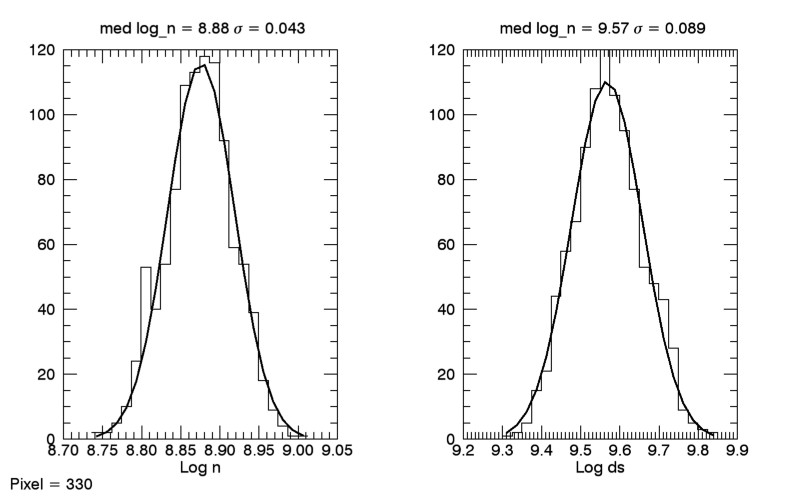 med log_n = 8.88 σ = 0.043
120
100
80
60
40
20
0
8.70 8.75 8.80 8.85 8.90 8.95 9.00 9.05
Log n
med log_n = 9.57 σ = 0.089
120
100
80
60
40
20
0
9.2 9.3 9.4 9.5 9.6 9.7 9.8 9.9
Log ds
Pixel = 330